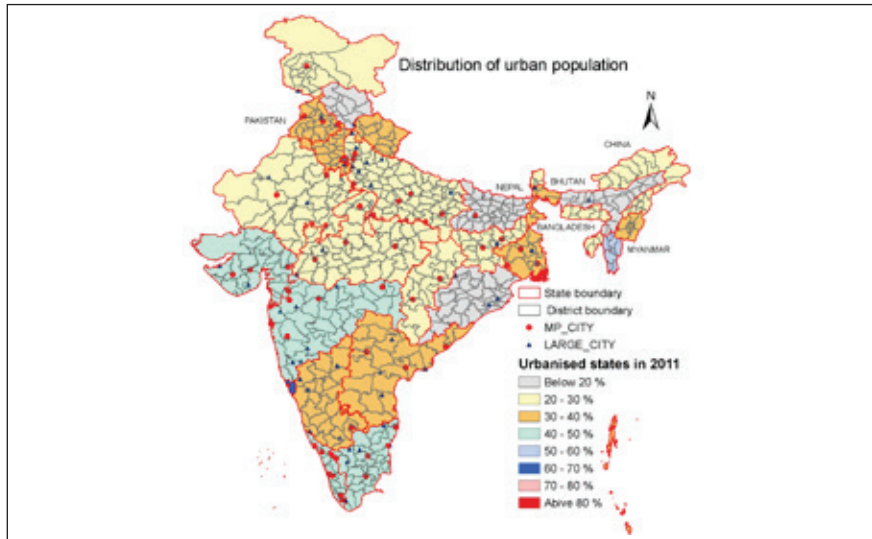 Distribution of urban population
N
PAKISTAN
CHINA
NEPAL
BHUTAN
BANGLADESH
MYANMAR
State boundary
District boundary
MP_CITY
LARGE_CITY
Urbanised states in 2011
Below 20 %
20 - 30 %
30 - 40 %
40 - 50 %
50 - 60 %
60 - 70 %
70 - 80 %
Abive 80 %